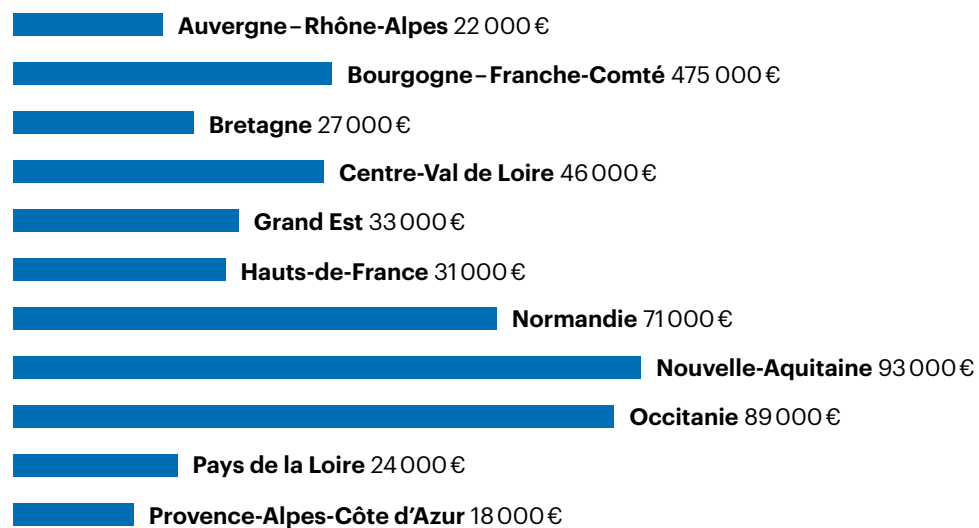 Auvergne–Rhône-Alpes 22 000 €
Bourgogne–Franche-Comté 475 000 €
Bretagne 27 000 €
Centre-Val de Loire 46 000 €
Grand Est 33 000 €
Hauts-de-France 31 000 €
Normandie 71 000 €
Nouvelle-Aquitaine 93 000 €
Occitanie 89 000 €
Pays de la Loire 24 000 €
Provence-Alpes-Côte d’Azur 18 000 €